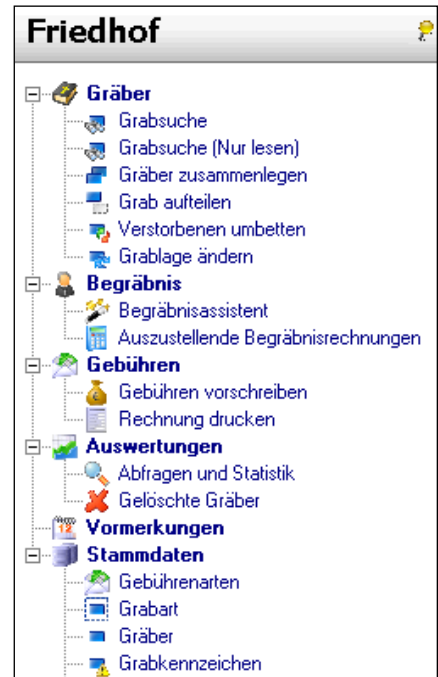 Friedhof
Gräber
Grabsuche
Grabsuche (Nur lesen)
Gräber zusammenlegen
Grab aufteilen
Verstorbenen umbetten
Grablage ändern
Begräbnis
Begräbnisassistent
Auszustellende Begräbnisrechnungen
Gebühren
Gebühren vorschreiben
Rechnung drucken
Auswertungen
Abfragen und Statistik
Gelöschte Gräber
Vormerkungen
Stammdaten
Gebührenarten
Grabart
Gräber
Grabkennzeichen